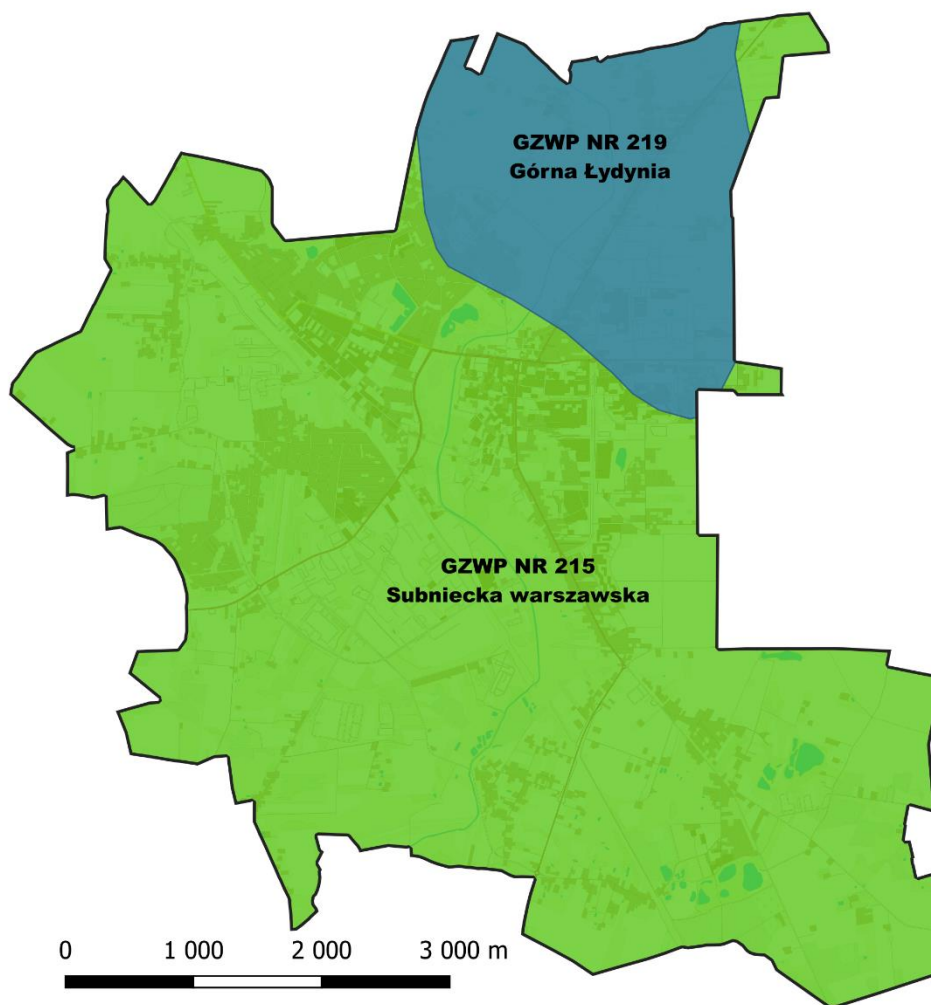 GZWP NR 219
Górna Łydynia
GZWP NR 215
Subniecka warszawska
0 1 000 2 000 3 000 m